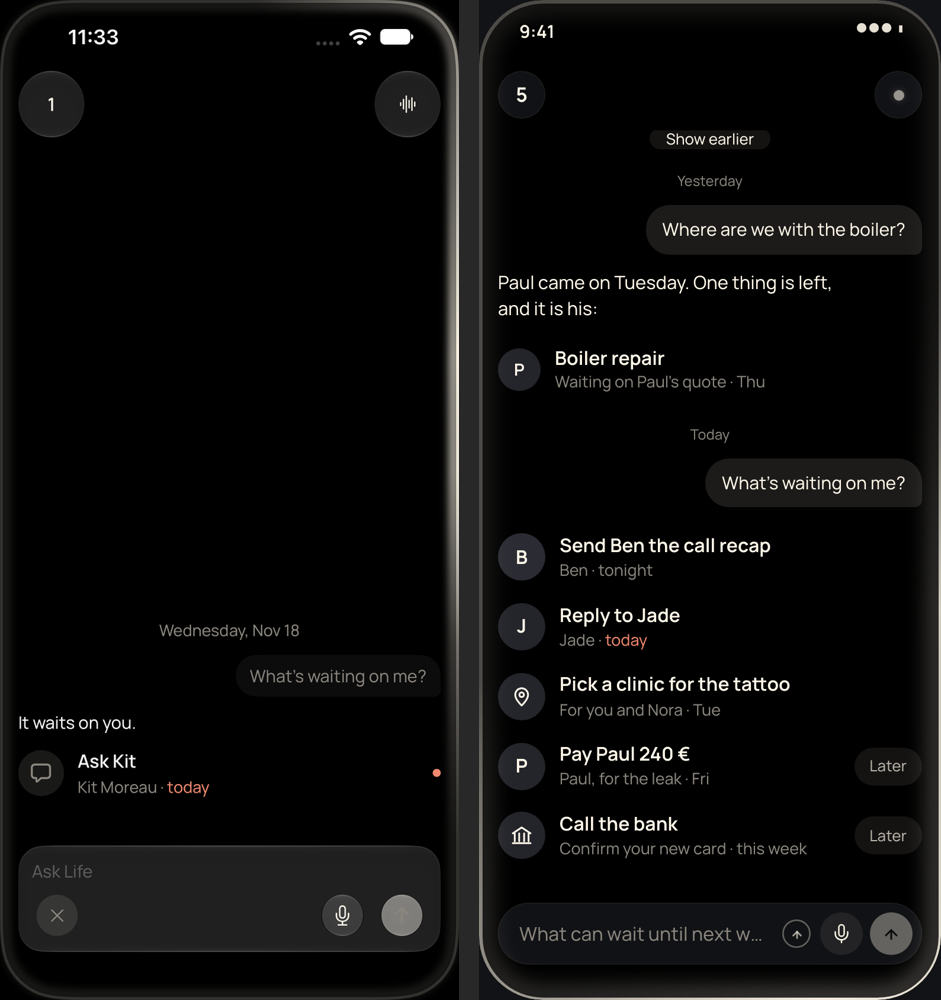 11:33
1
Wednesday, Nov 18
What's waiting on me?
It waits on you.
Ask Kit
Kit Moreau · today
Ask Life
9:41
5
Show earlier
Yesterday
Where are we with the boiler?
Paul came on Tuesday. One thing is left,
and it is his:
P
Boiler repair
Waiting on Paul's quote · Thu
Today
What's waiting on me?
B
Send Ben the call recap
Ben · tonight
J
Reply to Jade
Jade · today
Pick a clinic for the tattoo
For you and Nora · Tue
P
Pay Paul 240 €
Paul, for the leak · Fri
Later
Call the bank
Confirm your new card · this week
Later
What can wait until next w...